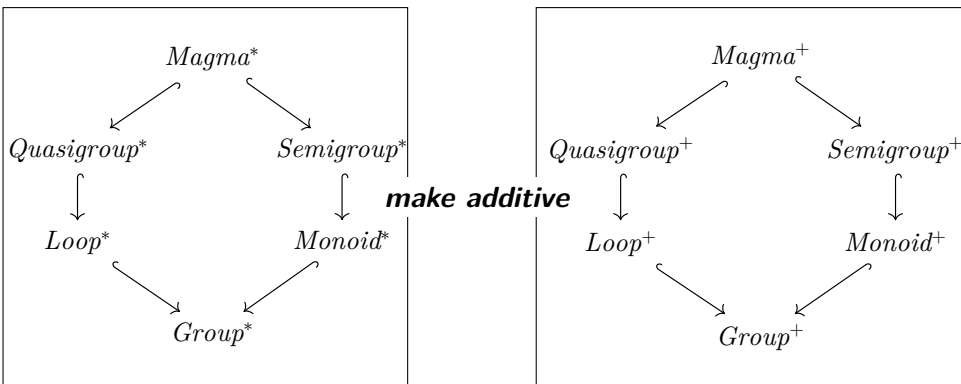 Magma*
Quasigroup*
Semigroup*
Loop*
Monoid*
Group*
make additive
Magma⁺
Quasigroup⁺
Semigroup⁺
Loop⁺
Monoid⁺
Group⁺